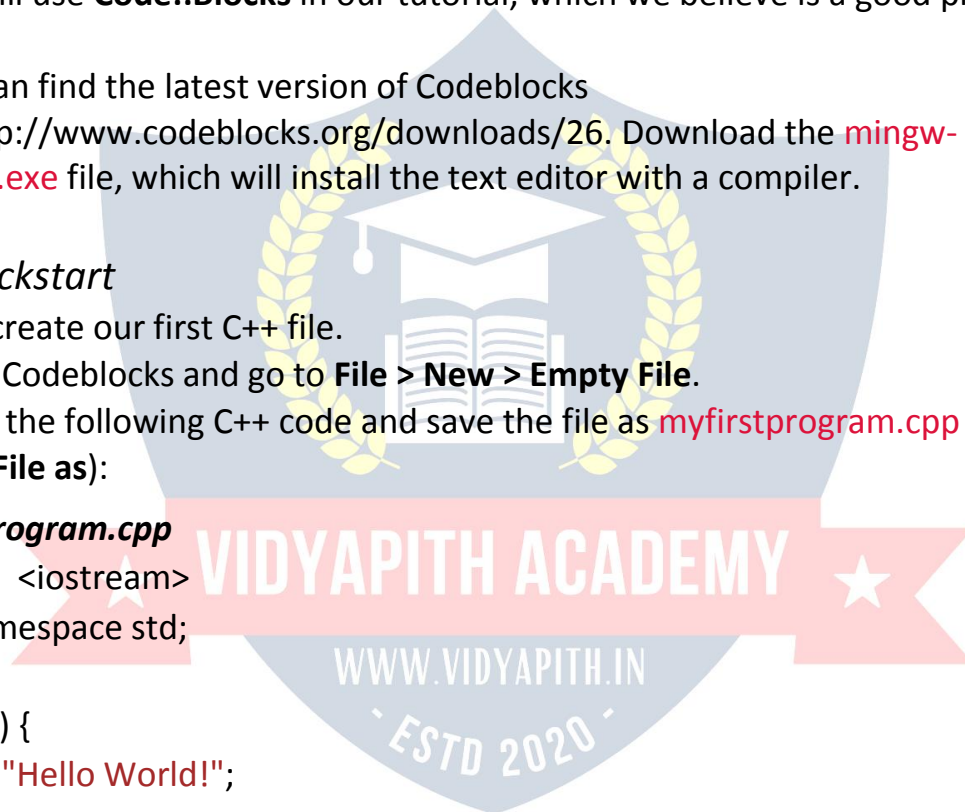 ill use Code::Blocks in our tutorial, which we believe is a good pl
an find the latest version of Codeblocks
p://www.codeblocks.org/downloads/26. Download the mingw-
.exe file, which will install the text editor with a compiler.
ckstart
create our first C++ file.
Codeblocks and go to File > New > Empty File.
the following C++ code and save the file as myfirstprogram.cpp
File as):
rogram.cpp
<iostream>
mespace std;
) {
"Hello World!";
VIDYAPITH ACADEMY
WWW.VIDYAPITH.IN
ESTD 2020